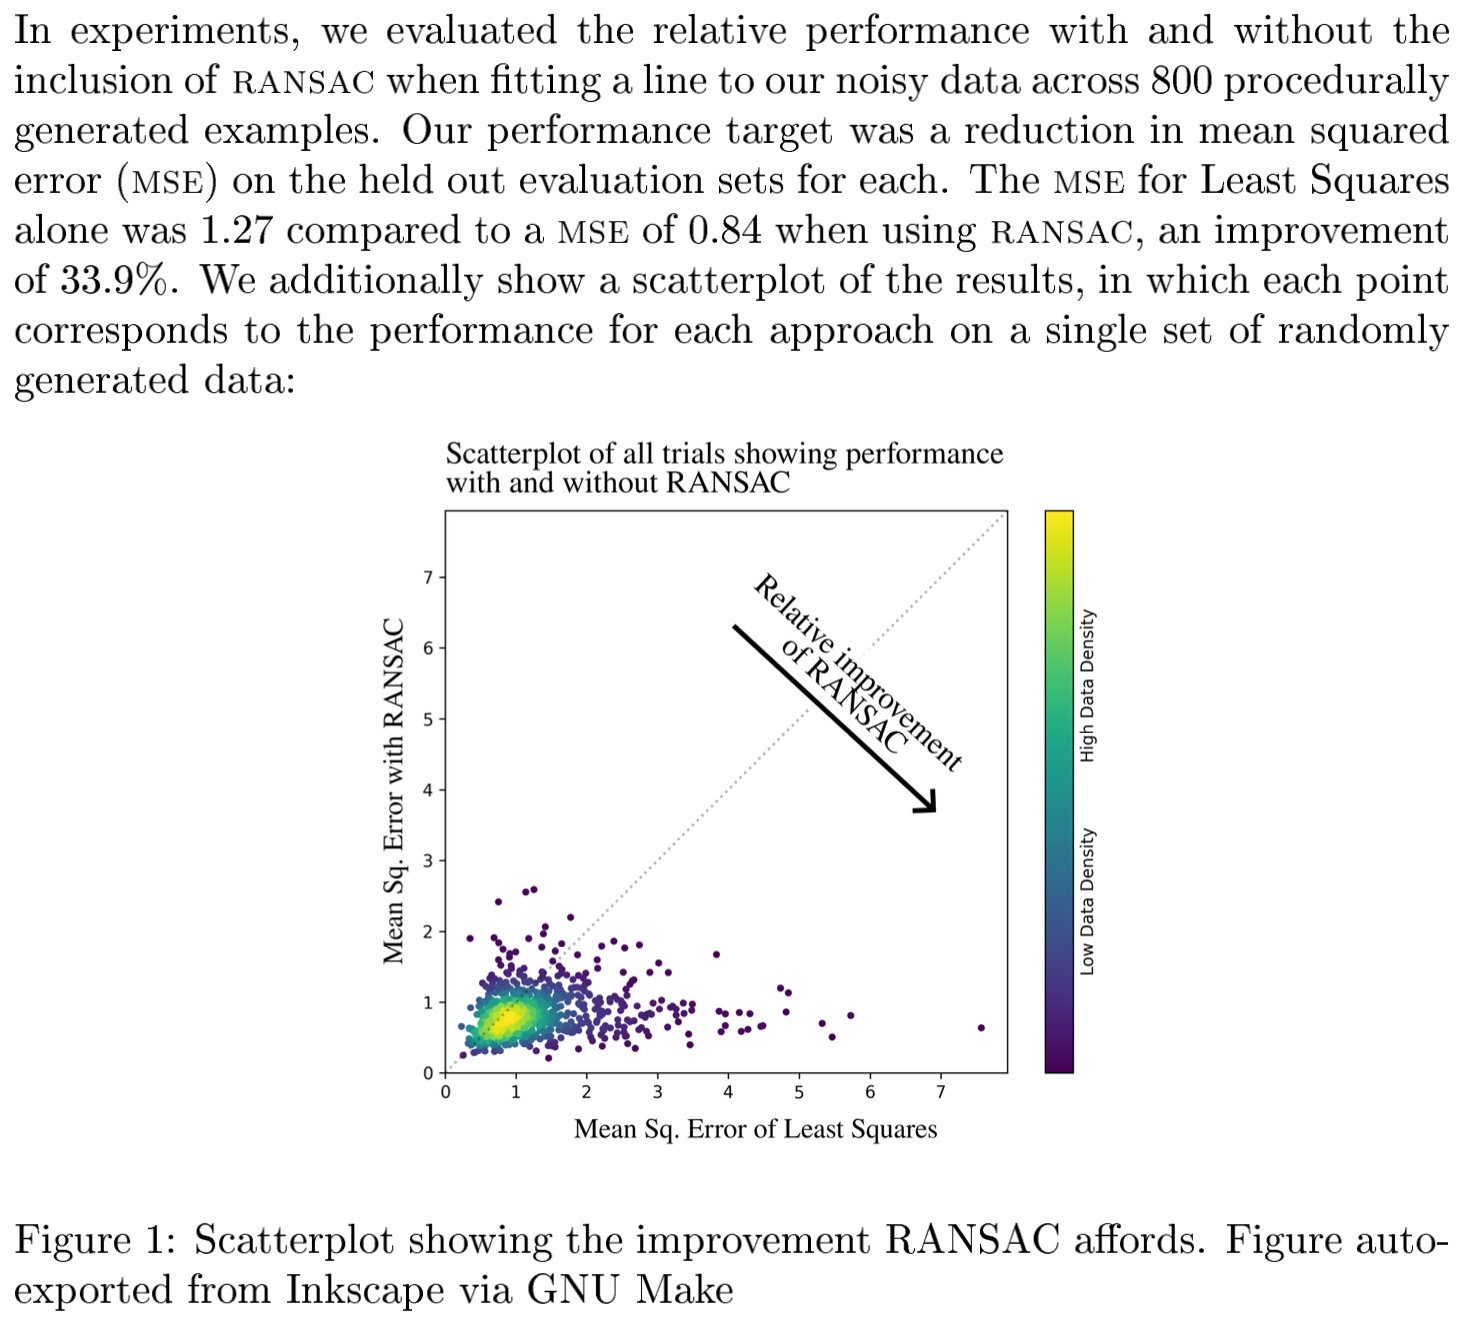 In experiments, we evaluated the relative performance with and without the
inclusion of RANSAC when fitting a line to our noisy data across 800 procedurally
generated examples. Our performance target was a reduction in mean squared
error (MSE) on the held out evaluation sets for each. The MSE for Least Squares
alone was 1.27 compared to a MSE of 0.84 when using RANSAC, an improvement
of 33.9%. We additionally show a scatterplot of the results, in which each point
corresponds to the performance for each approach on a single set of randomly
generated data:
Scatterplot of all trials showing performance
with and without RANSAC
Mean Sq. Error with RANSAC
7
6
5
4
3
2
1
0
Relative improvement
of RANSAC
0 1 2 3 4 5 6 7
Mean Sq. Error of Least Squares
Low Data Density High Data Density
Figure 1: Scatterplot showing the improvement RANSAC affords. Figure auto-
exported from Inkscape via GNU Make